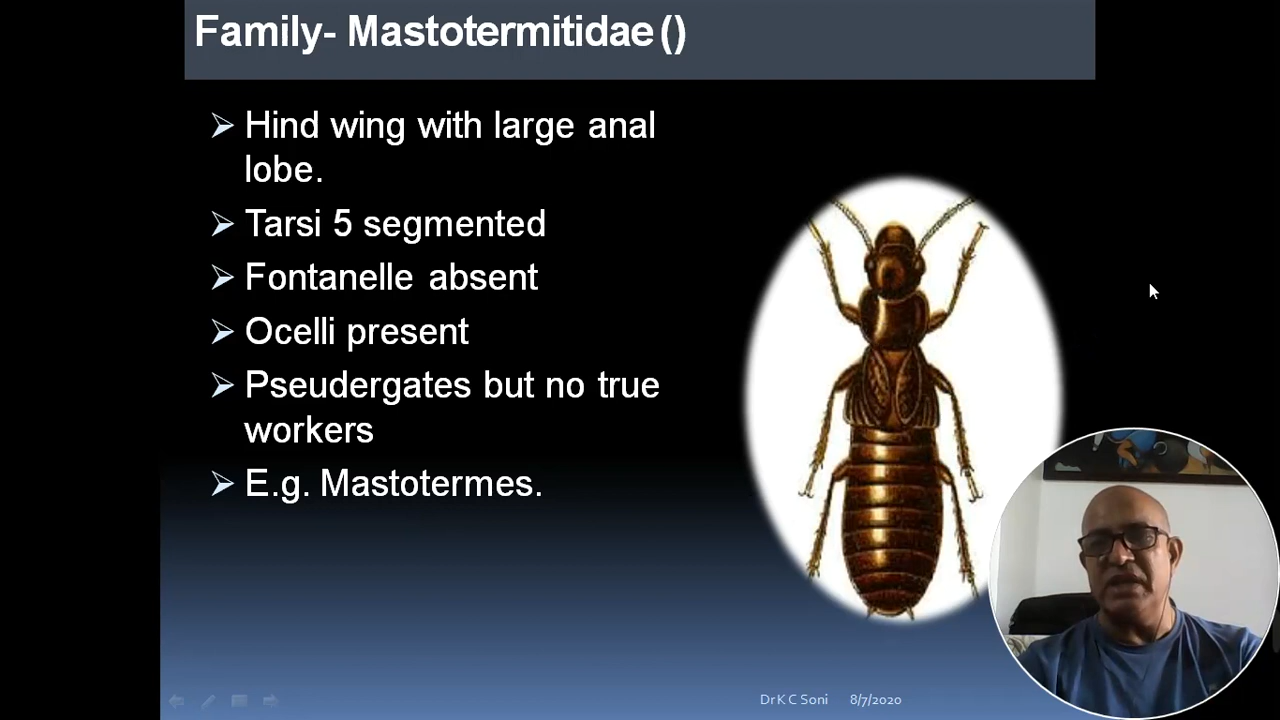 Family- Mastotermitidae ()
Hind wing with large anal
lobe.
Tarsi 5 segmented
Fontanelle absent
Ocelli present
Pseudergates but no true
workers
E.g. Mastotermes.
Dr K C Soni 8/7/2020